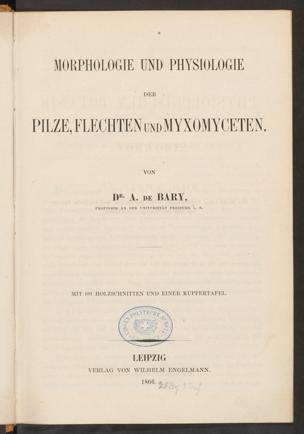 MORPHOLOGIE UND PHYSIOLOGIE
DER
PILZE, FLECHTEN UND MYXOMYCETEN.
VON
DR. A. DE BARY,
PROFESSOR AN DER UNIVERSITÄT FREIBURG I. B.
MIT 101 HOLZSCHNITTEN UND EINER KUPFERTAFEL.
LEIPZIG
VERLAG VON WILHELM ENGELMANN.
1866.